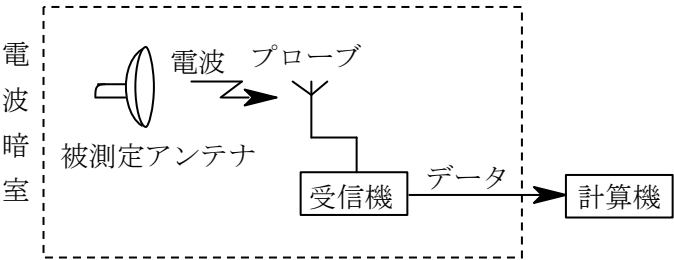 電波暗室
電波
プローブ
被測定アンテナ
受信機
データ
計算機